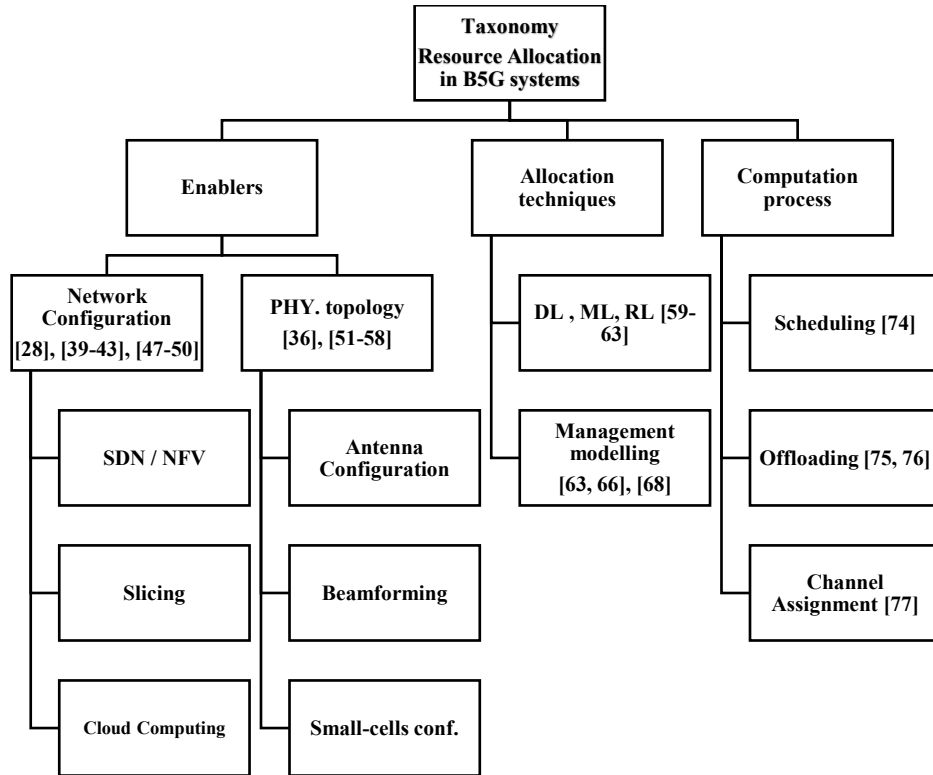 Taxonomy
Resource Allocation
in B5G systems
Enablers
Allocation
techniques
Computation
process
Network
Configuration
[28], [39-43], [47-50]
PHY. topology
[36], [51-58]
DL , ML, RL [59-
63]
Scheduling [74]
SDN / NFV
Antenna
Configuration
Management
modelling
[63, 66], [68]
Offloading [75, 76]
Slicing
Beamforming
Channel
Assignment [77]
Cloud Computing
Small-cells conf.